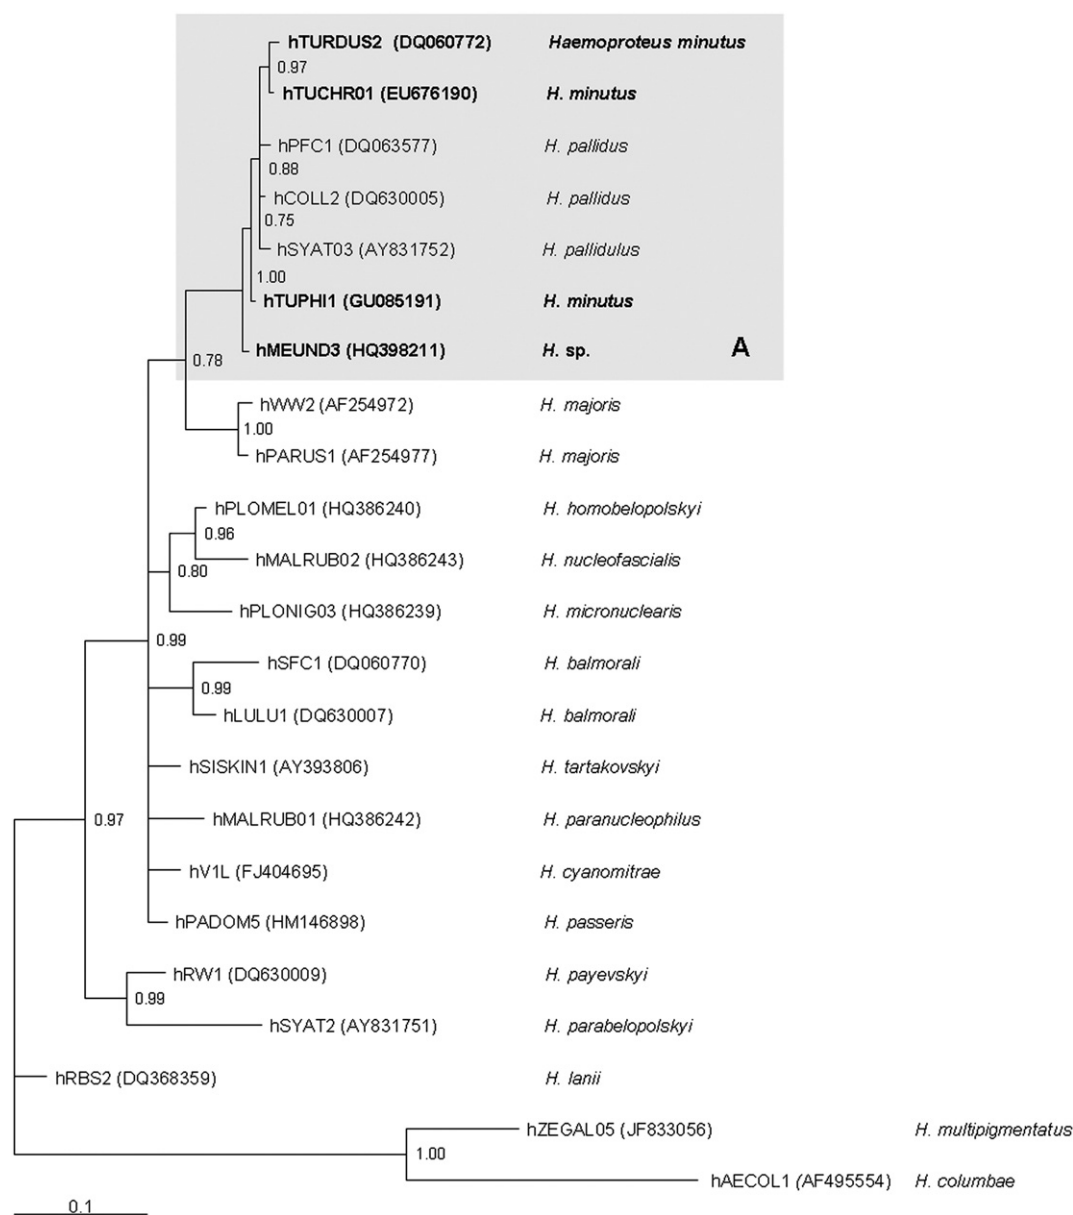 hTURDUS2 (DQ060772) Haemoproteus minutus
0.97
hTUCHR01 (EU676190) H. minutus
hPFC1 (DQ063577) H. pallidus
0.88
hCOLL2 (DQ630005) H. pallidus
0.75
hSYAT03 (AY831752) H. pallidulus
1.00
hTUPHI1 (GU085191) H. minutus
hMEUND3 (HQ398211) H. sp. A
0.78
hWW2 (AF254972) H. majoris
1.00
hPARUS1 (AF254977) H. majoris
hPLOMEL01 (HQ386240) H. homobelopolskyi
0.96
hMALRUB02 (HQ386243) H. nucleofascialis
0.80
hPLONIG03 (HQ386239) H. micronuclearis
0.99
hSFC1 (DQ060770) H. balmorali
0.99
hLULU1 (DQ630007) H. balmorali
hSISKIN1 (AY393806) H. tartakovskyi
0.97
hMALRUB01 (HQ386242) H. paranucleophilus
hV1L (FJ404695) H. cyanomitrae
hPADOM5 (HM146898) H. passeris
hRW1 (DQ630009) H. payevskyi
0.99
hSYAT2 (AY831751) H. parabelopolskyi
hRBS2 (DQ368359) H. lanii
hZEGAL05 (JF833056) H. multipigmentatus
1.00
hAECOL1 (AF495554) H. columbae
0.1